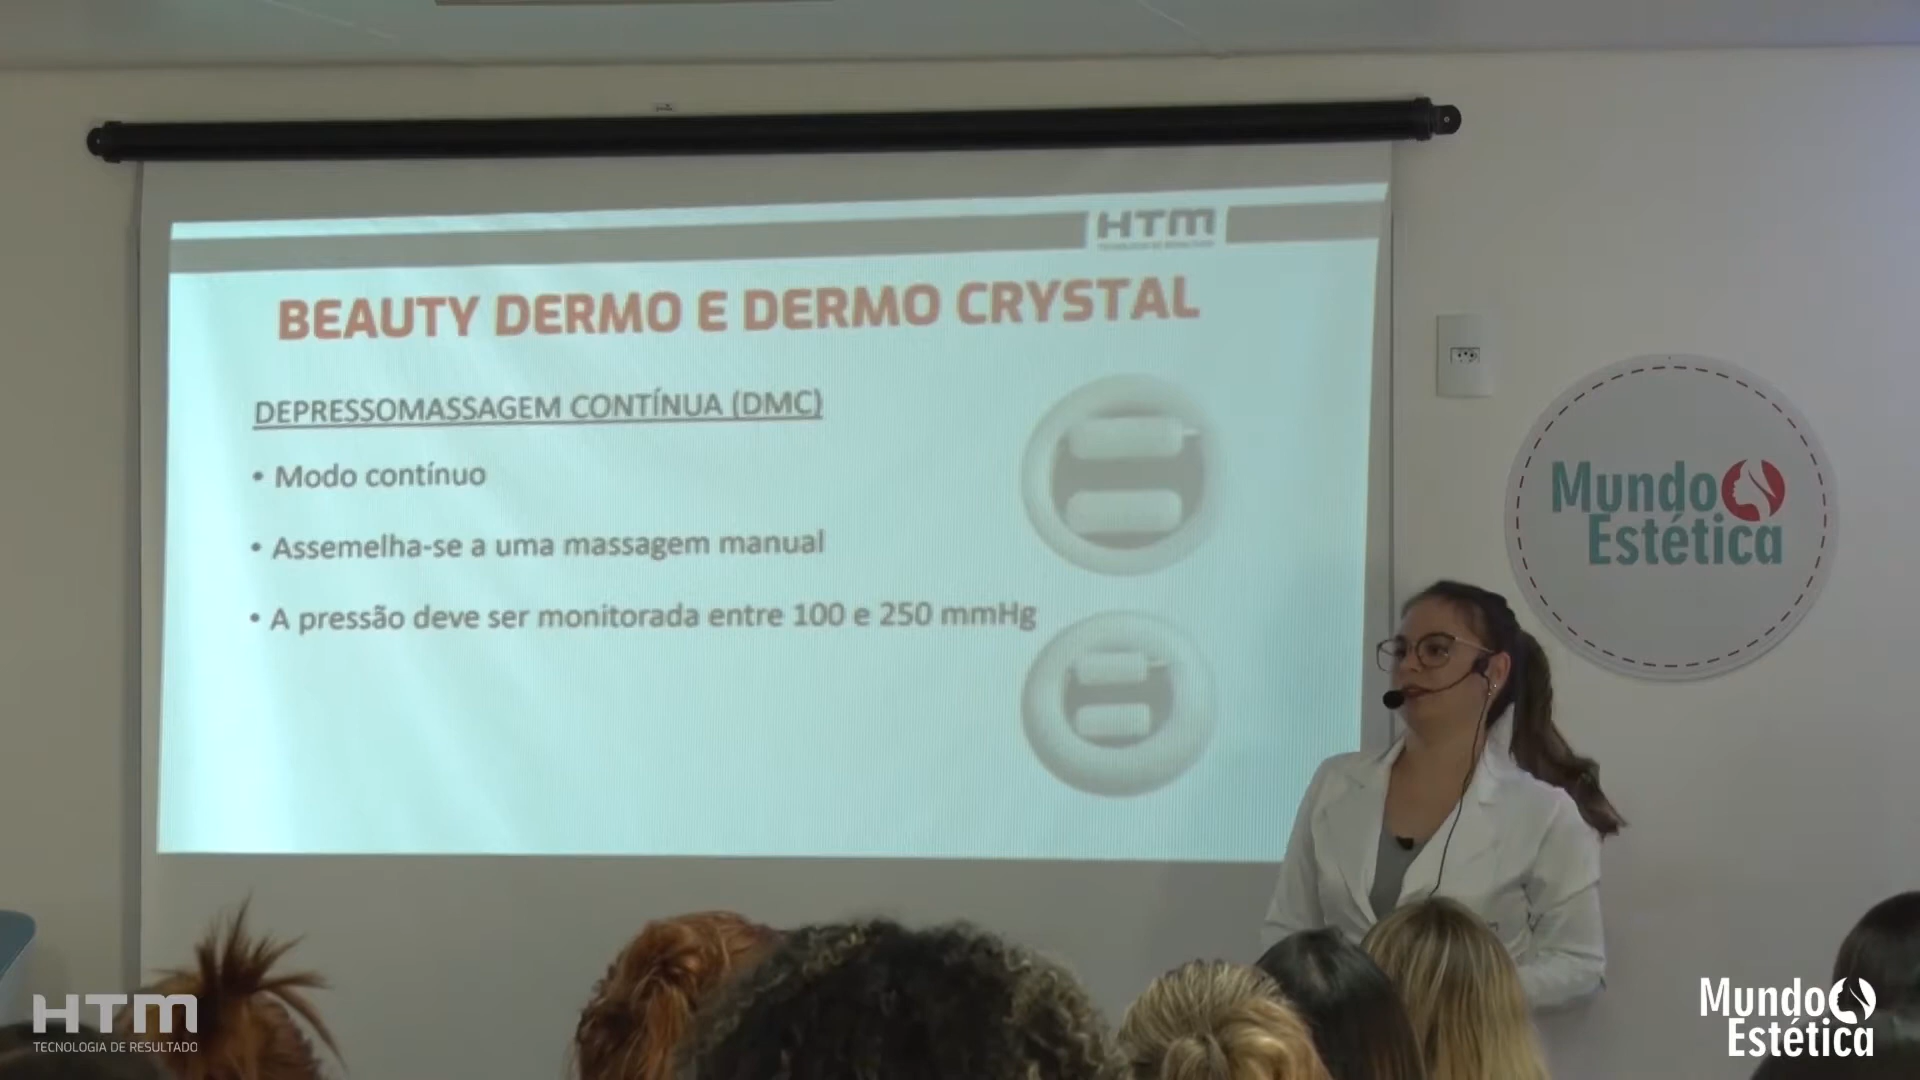 HTM
BEAUTY DERMO E DERMO CRYSTAL
DEPRESSOMASSAGEM CONTÍNUA (DMC)
• Modo contínuo
• Assemelha-se a uma massagem manual
• A pressão deve ser monitorada entre 100 e 250 mmHg
Mundo
Estética
HTM
TECNOLOGIA DE RESULTADO
Mundo
Estética